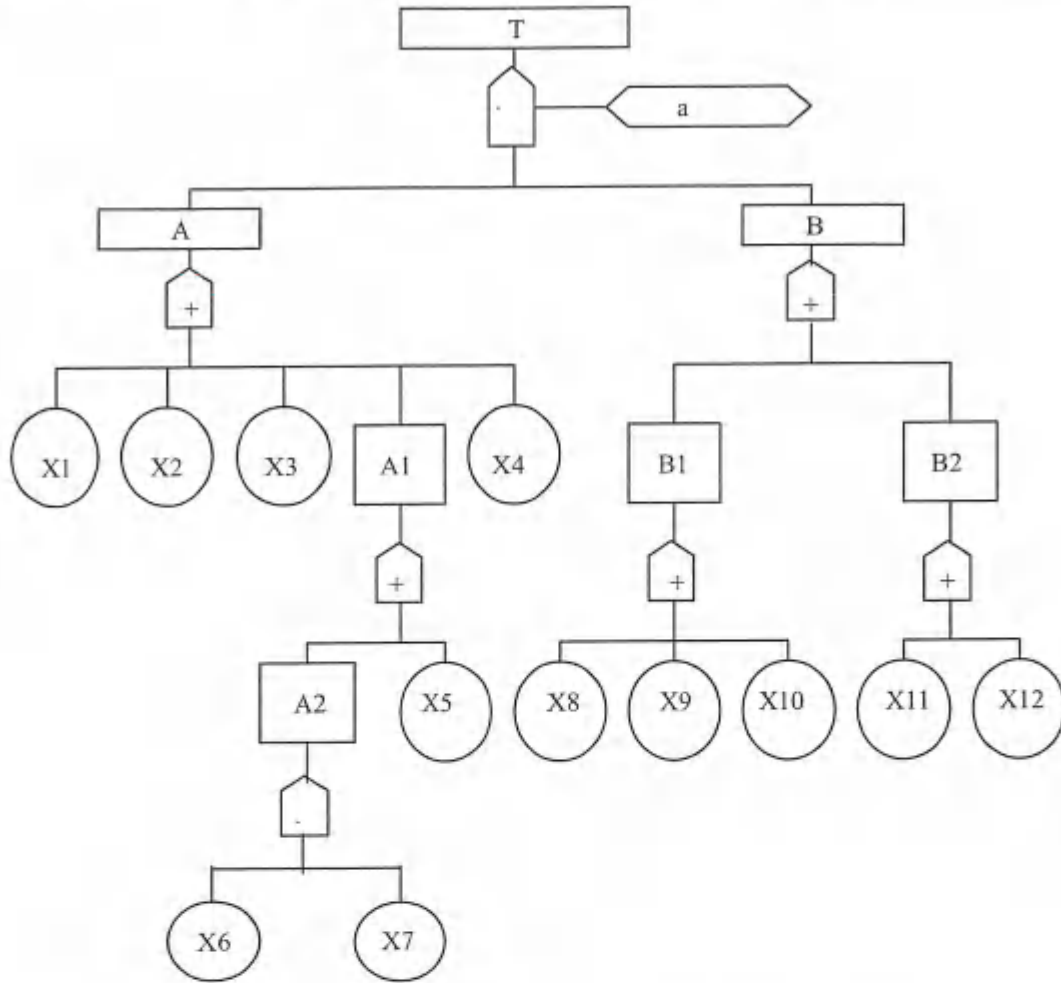 T
·
a
A
B
+
+
X1 X2 X3 A1 X4 B1 B2
+ + +
A2 X5 X8 X9 X10 X11 X12
·
X6 X7